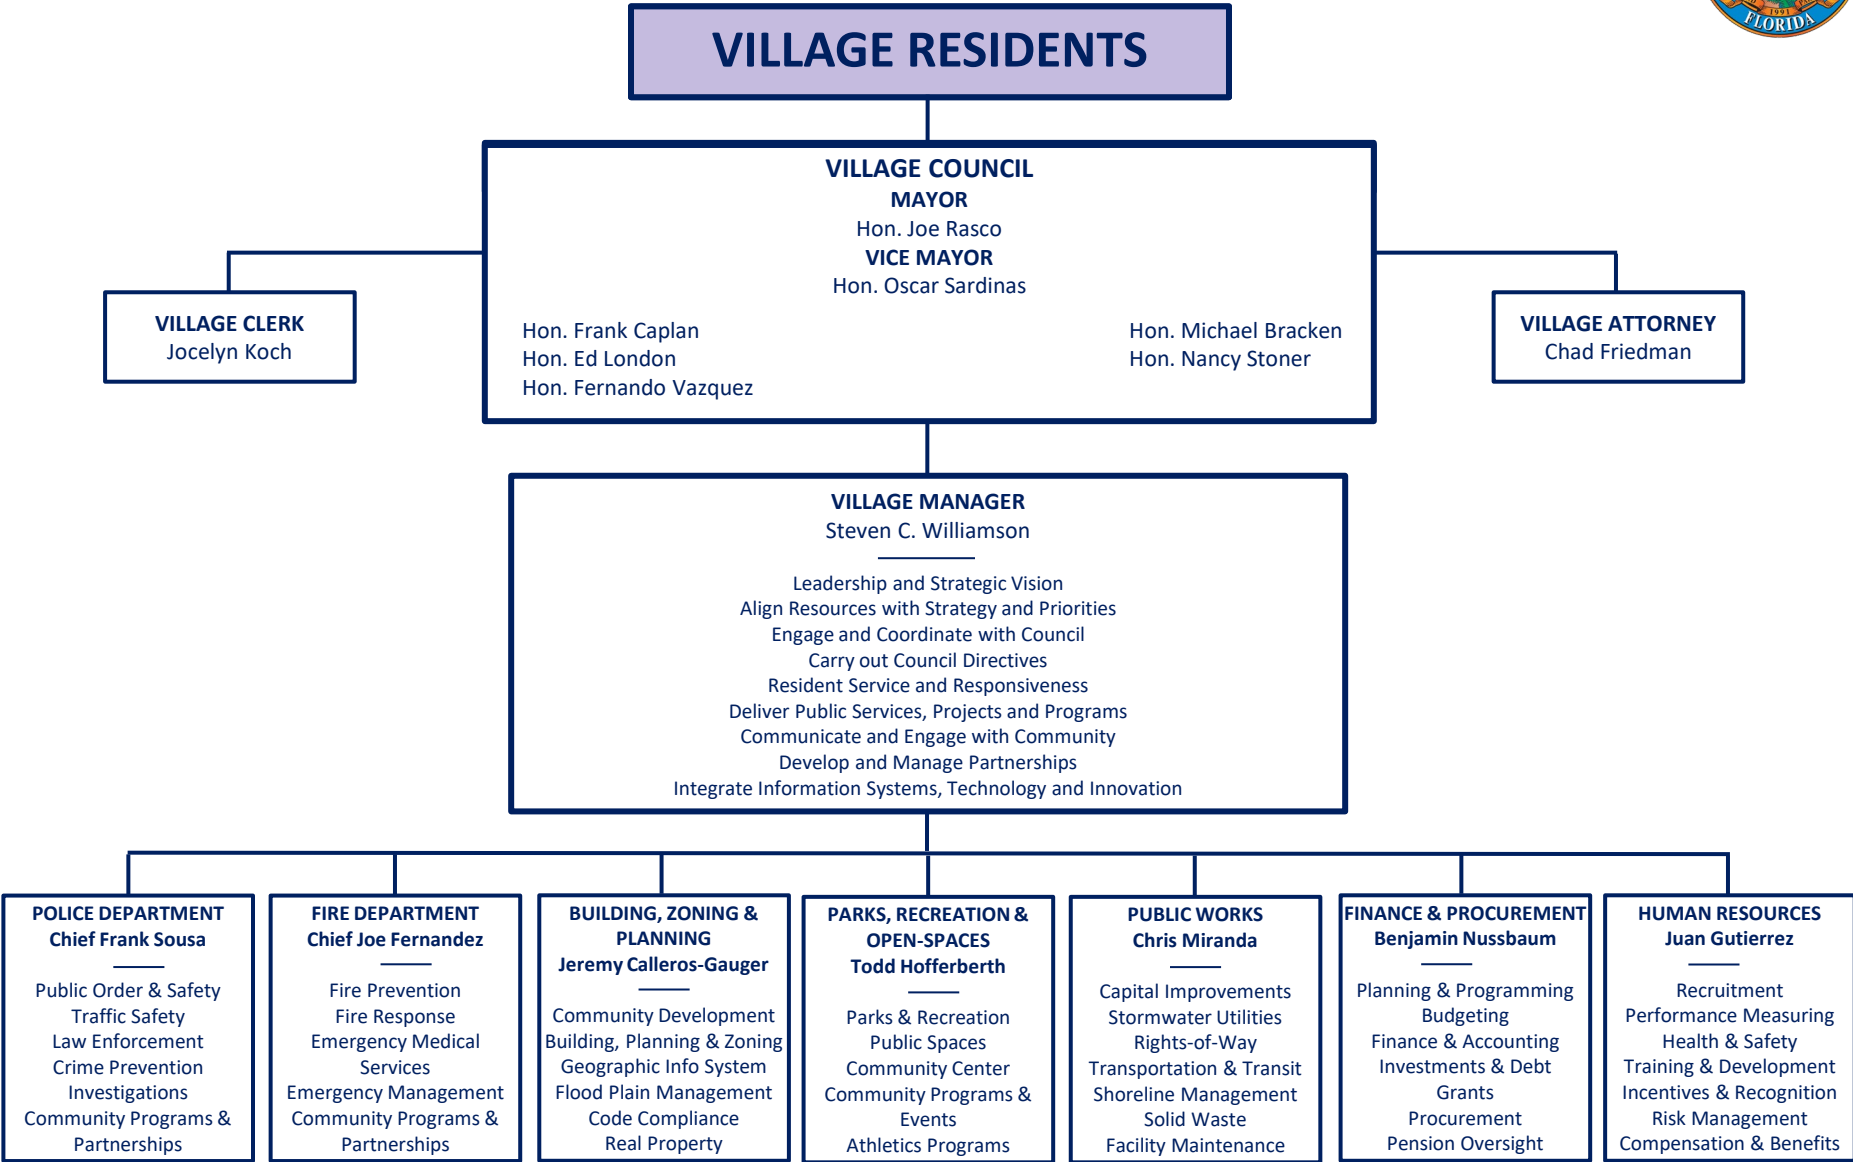 1991
FLORIDA
VILLAGE RESIDENTS
VILLAGE COUNCIL
MAYOR
Hon. Joe Rasco
VICE MAYOR
Hon. Oscar Sardinas
Hon. Frank Caplan
Hon. Ed London
Hon. Fernando Vazquez
Hon. Michael Bracken
Hon. Nancy Stoner
VILLAGE CLERK
Jocelyn Koch
VILLAGE ATTORNEY
Chad Friedman
VILLAGE MANAGER
Steven C. Williamson
Leadership and Strategic Vision
Align Resources with Strategy and Priorities
Engage and Coordinate with Council
Carry out Council Directives
Resident Service and Responsiveness
Deliver Public Services, Projects and Programs
Communicate and Engage with Community
Develop and Manage Partnerships
Integrate Information Systems, Technology and Innovation
POLICE DEPARTMENT
Chief Frank Sousa
Public Order & Safety
Traffic Safety
Law Enforcement
Crime Prevention
Investigations
Community Programs &
Partnerships
FIRE DEPARTMENT
Chief Joe Fernandez
Fire Prevention
Fire Response
Emergency Medical
Services
Emergency Management
Community Programs &
Partnerships
BUILDING, ZONING &
PLANNING
Jeremy Calleros-Gauger
Community Development
Building, Planning & Zoning
Geographic Info System
Flood Plain Management
Code Compliance
Real Property
PARKS, RECREATION &
OPEN-SPACES
Todd Hofferberth
Parks & Recreation
Public Spaces
Community Center
Community Programs &
Events
Athletics Programs
PUBLIC WORKS
Chris Miranda
Capital Improvements
Stormwater Utilities
Rights-of-Way
Transportation & Transit
Shoreline Management
Solid Waste
Facility Maintenance
FINANCE & PROCUREMENT
Benjamin Nussbaum
Planning & Programming
Budgeting
Finance & Accounting
Investments & Debt
Grants
Procurement
Pension Oversight
HUMAN RESOURCES
Juan Gutierrez
Recruitment
Performance Measuring
Health & Safety
Training & Development
Incentives & Recognition
Risk Management
Compensation & Benefits